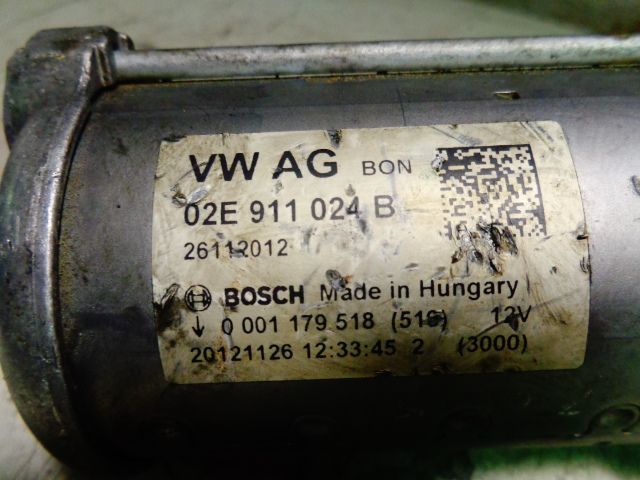 VW AG BON
02E 911 024 B
26112012
BOSCH Made in Hungary
↓ 0 001 179 518 (516) 12V
20121126 12:33:45 2 (3000)